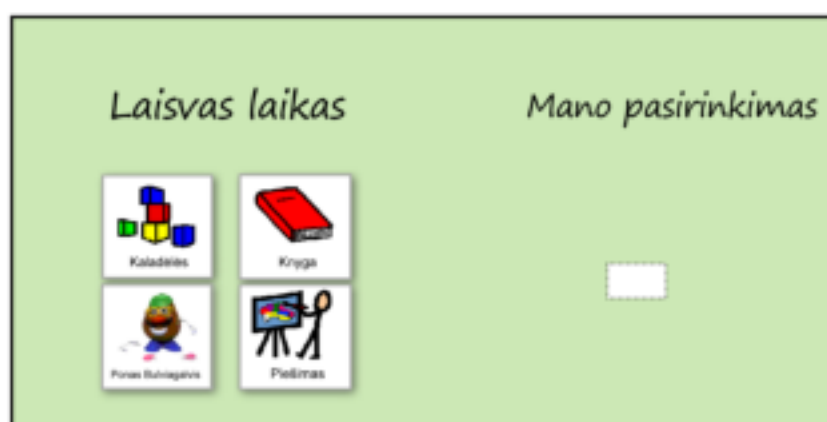 Laisvas laikas
Mano pasirinkimas
Kaladėlės
Knyga
Ponas Bulviagalvis
Piešimas